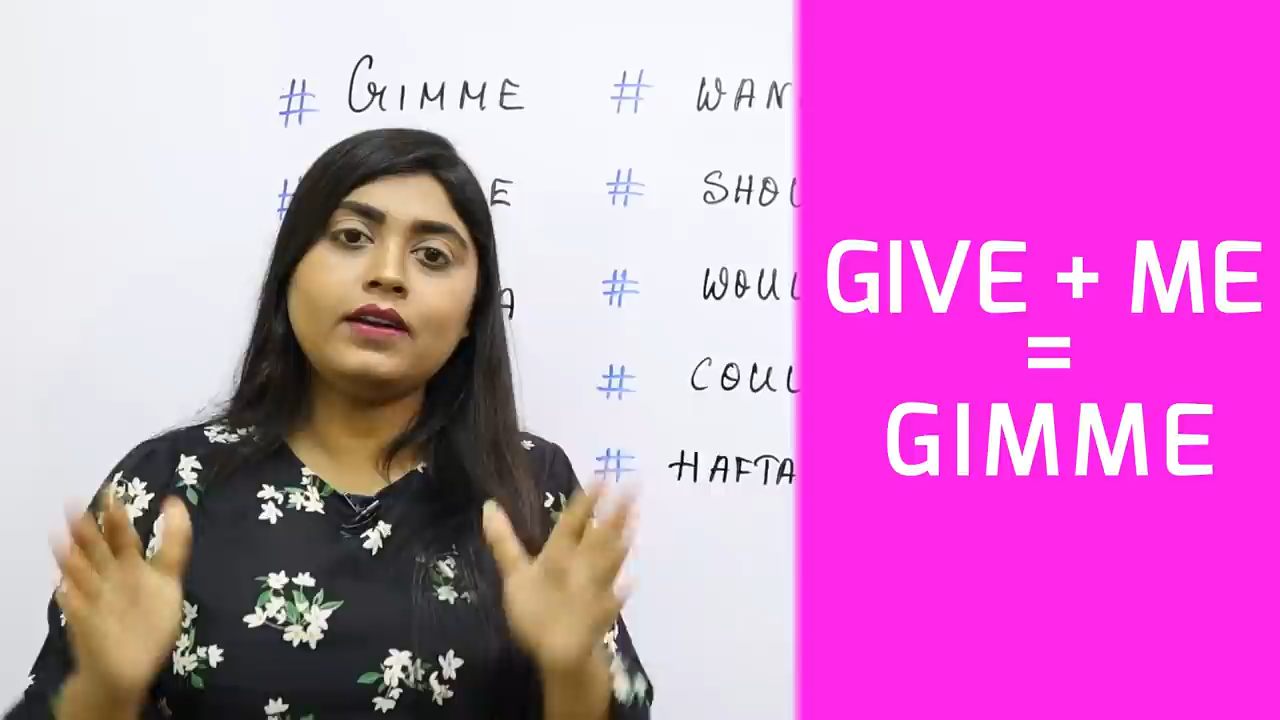 # GIMME
# E
A
# WAN
# SHOU
# WOUL
# COUL
# HAFTA
GIVE + ME
=
GIMME